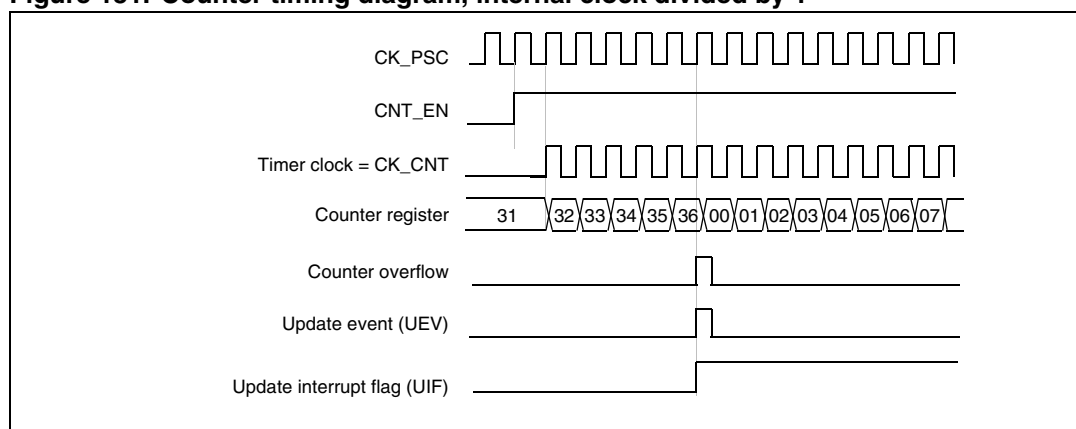 CK_PSC
CNT_EN
Timer clock = CK_CNT
Counter register 31 32 33 34 35 36 00 01 02 03 04 05 06 07
Counter overflow
Update event (UEV)
Update interrupt flag (UIF)